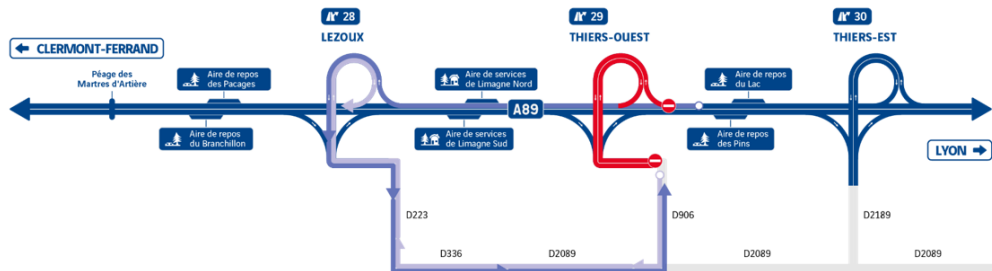 28
29
30
LEZOUX
THIERS-OUEST
THIERS-EST
CLERMONT-FERRAND
Péage des
Martres d'Artière
Aire de repos
des Pacages
Aire de services
de Limagne Nord
Aire de repos
du Lac
A89
Aire de repos
du Branchillon
Aire de services
de Limagne Sud
Aire de repos
des Pins
LYON
D223
D906
D2189
D336
D2089
D2089
D2089